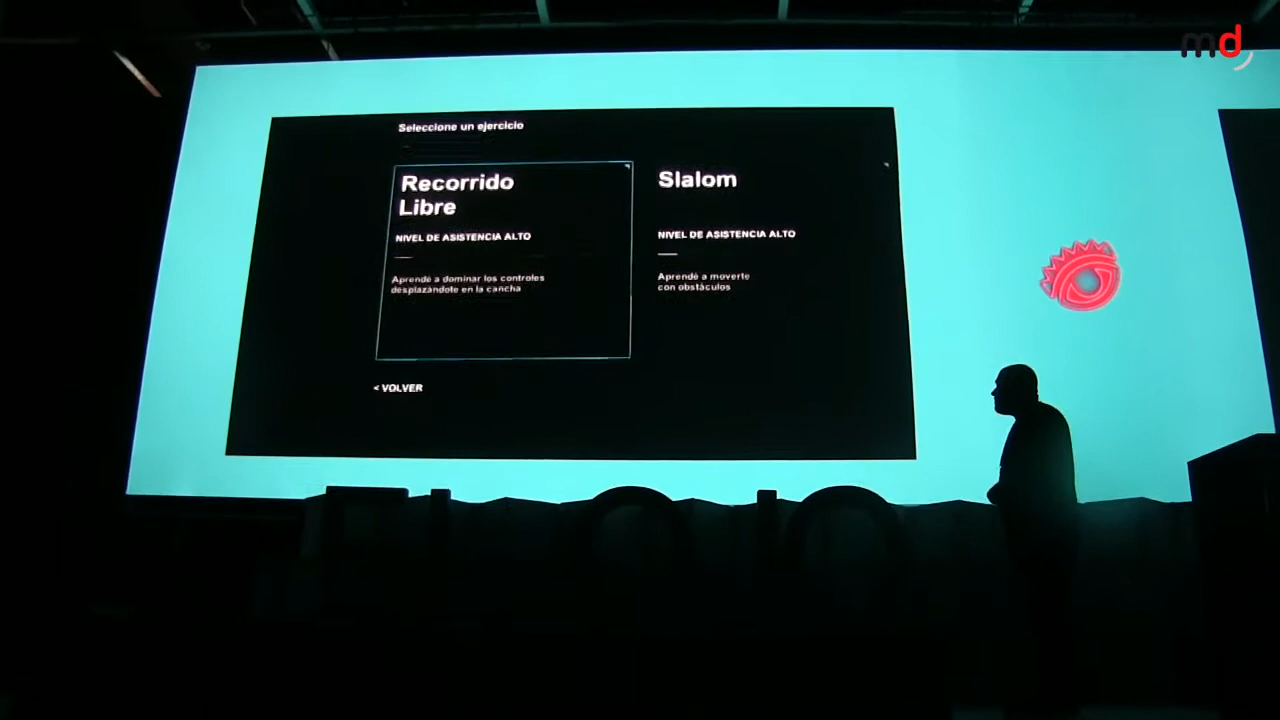 md
Seleccione un ejercicio
Recorrido
Libre
NIVEL DE ASISTENCIA ALTO
Aprendé a dominar los controles
desplazándote en la cancha
Slalom
NIVEL DE ASISTENCIA ALTO
Aprendé a moverte
con obstáculos
< VOLVER